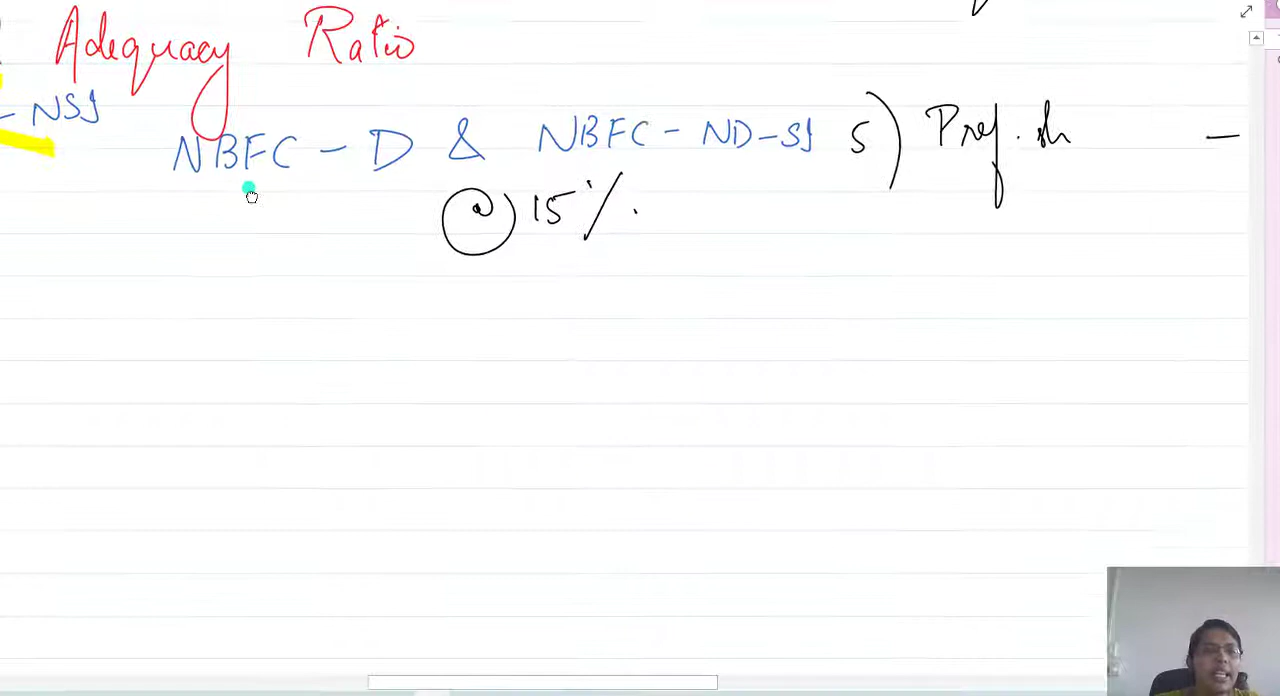 Adequacy Ratio
- NSI
NBFC - D & NBFC - ND-SI
@ 15%.
5) Pref. sh -